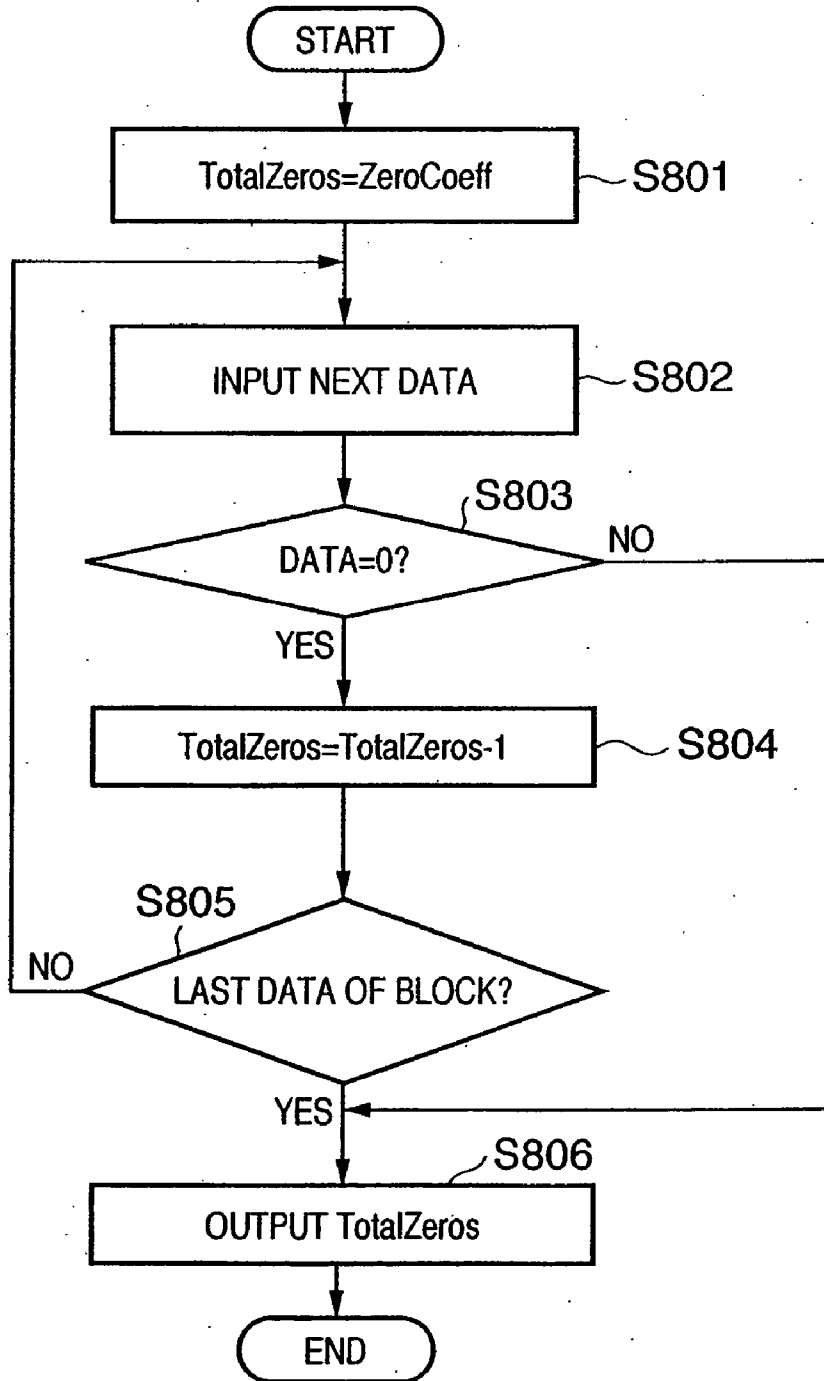 START
TotalZeros=ZeroCoeff
S801
INPUT NEXT DATA
S802
S803
DATA=0?
NO
YES
TotalZeros=TotalZeros-1
S804
S805
NO
LAST DATA OF BLOCK?
YES
S806
OUTPUT TotalZeros
END